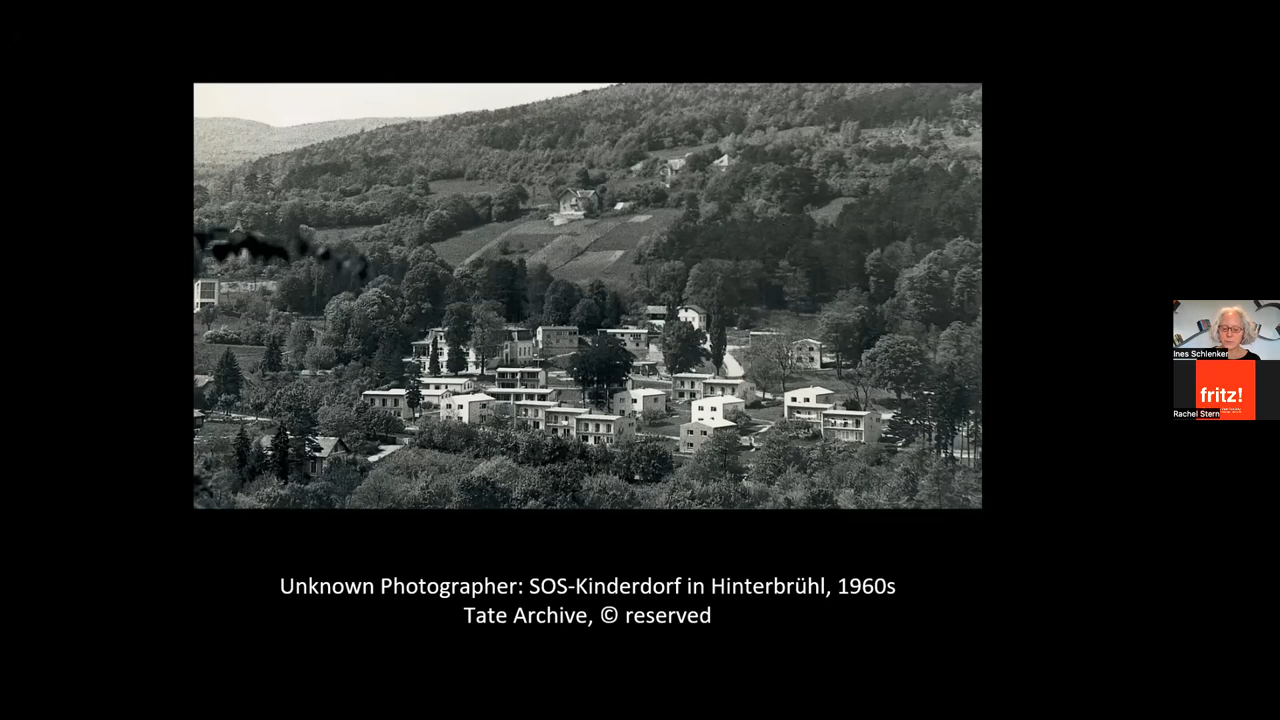 Unknown Photographer: SOS-Kinderdorf in Hinterbrühl, 1960s
Tate Archive, © reserved
Ines Schlenker
fritz!
Rachel Stern